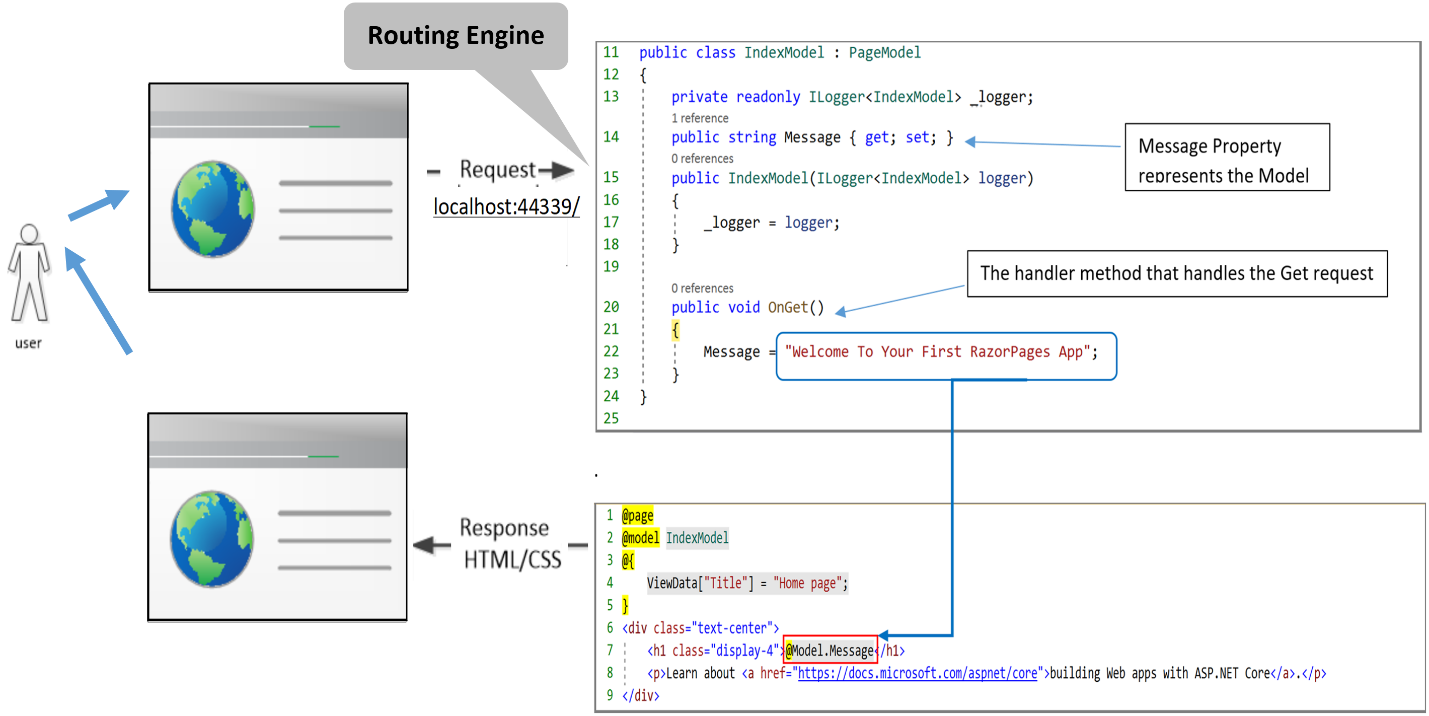 Routing Engine
11 public class IndexModel : PageModel
12 {
13 private readonly ILogger<IndexModel> _logger;
1 reference
14 public string Message { get; set; }
0 references
15 public IndexModel(ILogger<IndexModel> logger)
16 {
17 _logger = logger;
18 }
19
0 references
20 public void OnGet()
21 {
22 Message = "Welcome To Your First RazorPages App";
23 }
24 }
25
Message Property
represents the Model
The handler method that handles the Get request
Request
localhost:44339/
user
Response
HTML/CSS
.
1 @page
2 @model IndexModel
3 @{
4 ViewData["Title"] = "Home page";
5 }
6 <div class="text-center">
7 <h1 class="display-4">@Model.Message</h1>
8 <p>Learn about <a href="https://docs.microsoft.com/aspnet/core">building Web apps with ASP.NET Core</a>.</p>
9 </div>